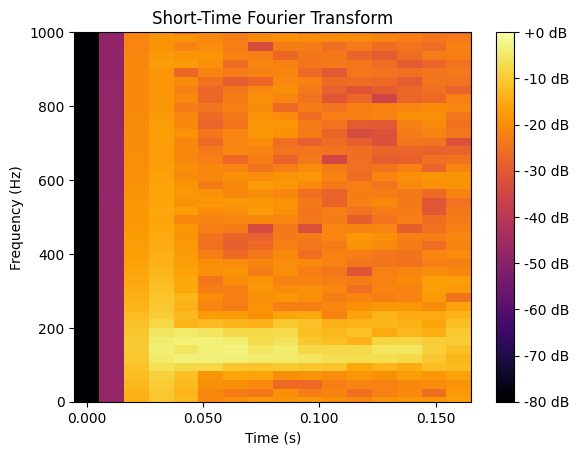 Short-Time Fourier Transform
1000
800
600
400
200
0
Frequency (Hz)
0.000
0.050
0.100
0.150
Time (s)
+0 dB
-10 dB
-20 dB
-30 dB
-40 dB
-50 dB
-60 dB
-70 dB
-80 dB